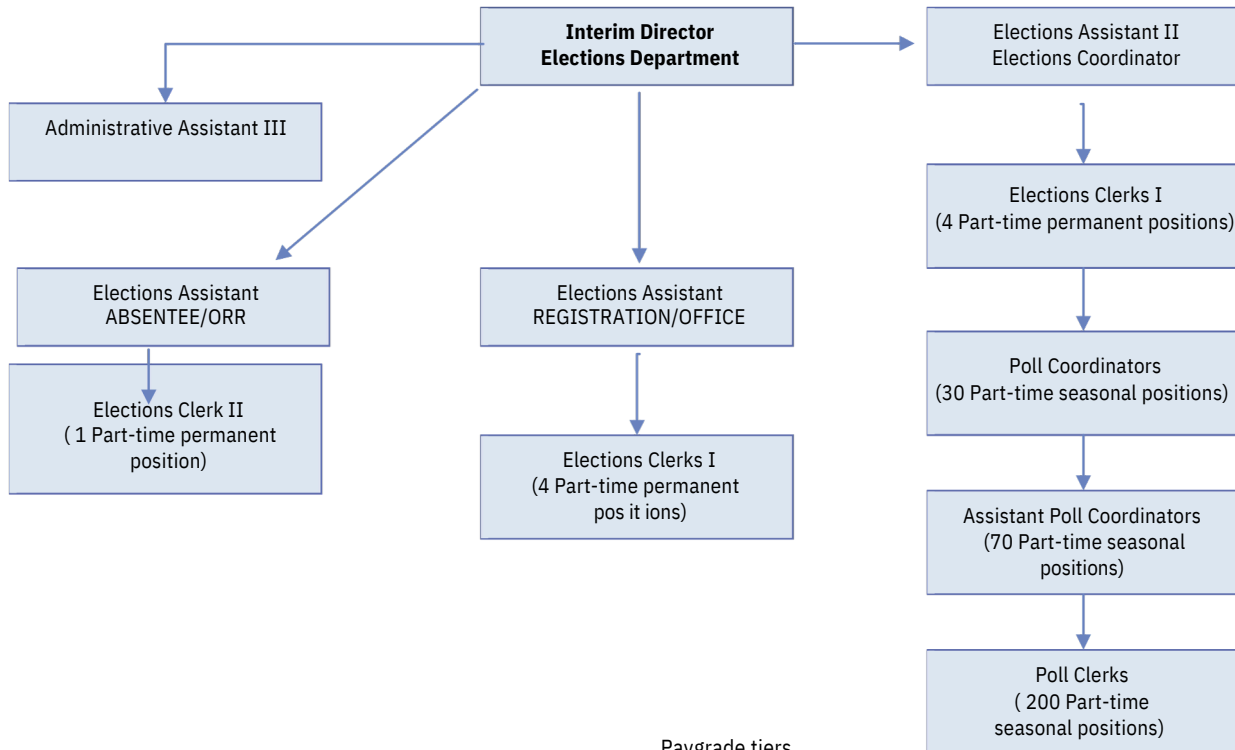 Interim Director
Elections Department
Elections Assistant II
Elections Coordinator
Administrative Assistant III
Elections Clerks I
(4 Part-time permanent positions)
Elections Assistant
ABSENTEE/ORR
Elections Assistant
REGISTRATION/OFFICE
Poll Coordinators
(30 Part-time seasonal positions)
Elections Clerk II
( 1 Part-time permanent
position)
Elections Clerks I
(4 Part-time permanent
pos it ions)
Assistant Poll Coordinators
(70 Part-time seasonal
positions)
Poll Clerks
( 200 Part-time
seasonal positions)
Paygrade tiers